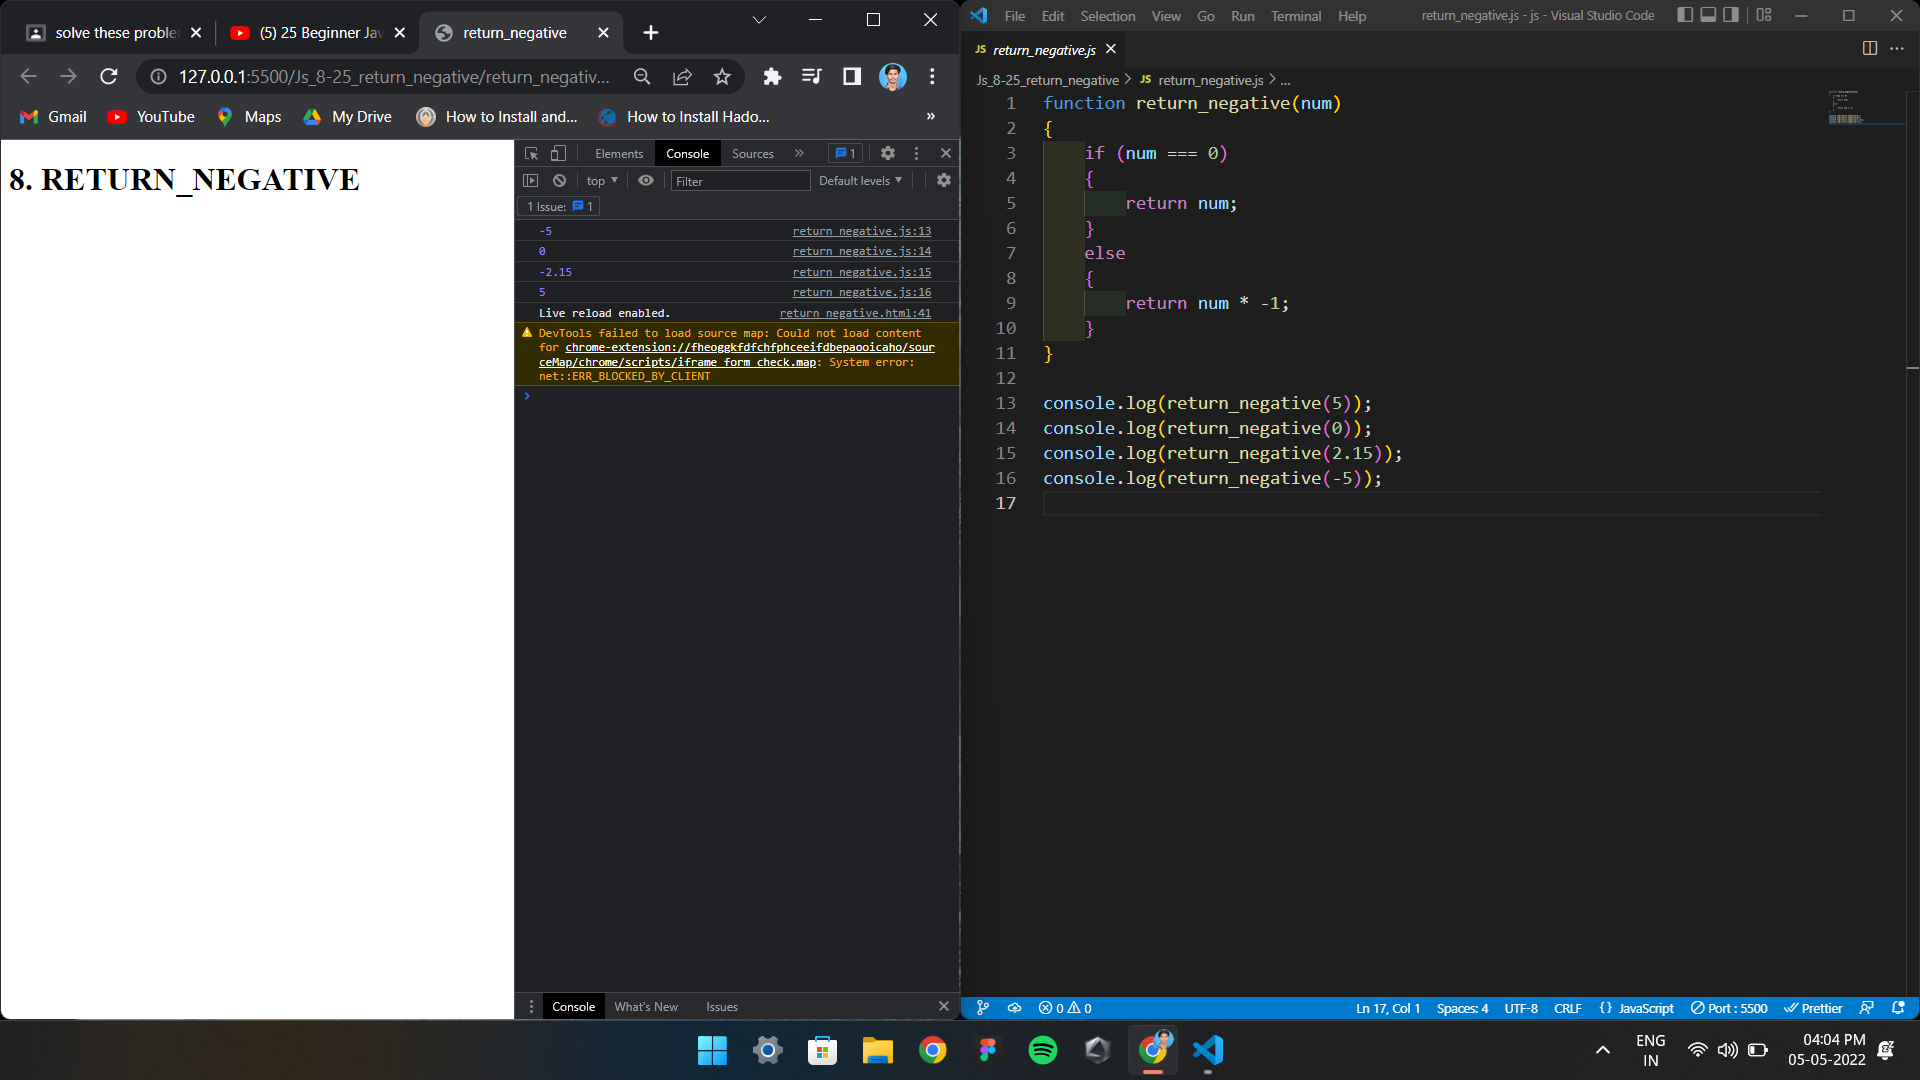 solve these proble
(5) 25 Beginner Jav
return_negative
127.0.0.1:5500/Js_8-25_return_negative/return_negativ...
Gmail
YouTube
Maps
My Drive
How to Install and...
How to Install Hado...
»
8. RETURN_NEGATIVE
Elements
Console
Sources
»
1
top
Filter
Default levels
1 Issue: 1
-5 return_negative.js:13
0 return_negative.js:14
-2.15 return_negative.js:15
5 return_negative.js:16
Live reload enabled. return_negative.html:41
DevTools failed to load source map: Could not load content
for chrome-extension://fheoggkfdfchfphceeifdbepaooicaho/sour
ceMap/chrome/scripts/iframe_form_check.map: System error:
net::ERR_BLOCKED_BY_CLIENT
Console
What's New
Issues
File Edit Selection View Go Run Terminal Help
return_negative.js - js - Visual Studio Code
JS return_negative.js
Js_8-25_return_negative > JS return_negative.js > ...
1 function return_negative(num)
2 {
3 if (num === 0)
4 {
5 return num;
6 }
7 else
8 {
9 return num * -1;
10 }
11 }
12
13 console.log(return_negative(5));
14 console.log(return_negative(0));
15 console.log(return_negative(2.15));
16 console.log(return_negative(-5));
17
0 0
Ln 17, Col 1
Spaces: 4
UTF-8
CRLF
{} JavaScript
Port : 5500
Prettier
ENG
IN
04:04 PM
05-05-2022